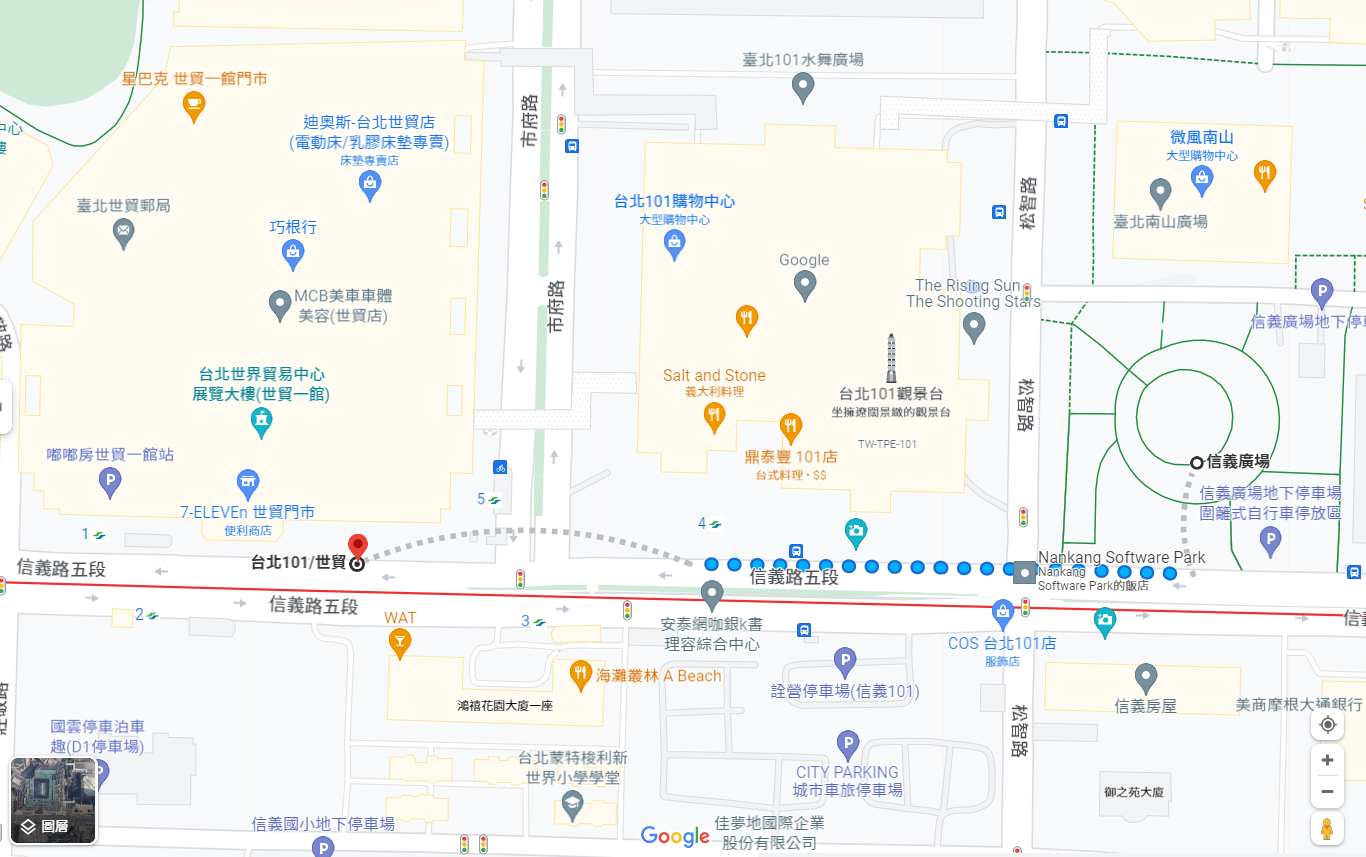 臺北101水舞廣場
星巴克 世貿一館門市
市府路
迪奧斯-台北世貿店
(電動床/乳膠床墊專賣)
床墊專賣店
微風南山
大型購物中心
臺北世貿郵局
台北101購物中心
大型購物中心
松智路
臺北南山廣場
巧根行
Google
MCB美車車體
美容(世貿店)
市府路
The Rising Sun,
The Shooting Stars
P
信義廣場地下停車
台北世界貿易中心
展覽大樓(世貿一館)
Salt and Stone
義大利料理
台北101觀景台
坐擁遼闊景緻的觀景台
TW-TPE-101
松智路
嘟嘟房世貿一館站
P
鼎泰豐 101店
台式料理・$$
信義廣場
信義廣場地下停車場
圍籬式自行車停放區
P
7-ELEVEn 世貿門市
便利商店
5
4
1
台北101/世貿
信義路五段
信義路五段
Nankang Software Park
Nankang
Software Park的飯店
信義路五段
2
3
WAT
安泰網咖銀k書
理容綜合中心
COS 台北101店
服飾店
海灘叢林 A Beach
P
詮營停車場(信義101)
鴻禧花園大廈一座
信義房屋
美商摩根大通銀行
國雲停車泊車
趣(D1停車場)
P
松智路
台北蒙特梭利新
世界小學學堂
P
CITY PARKING
城市車旅停車場
御之苑大廈
圖層
信義國小地下停車場
P
Google
佳夢地國際企業
股份有限公司